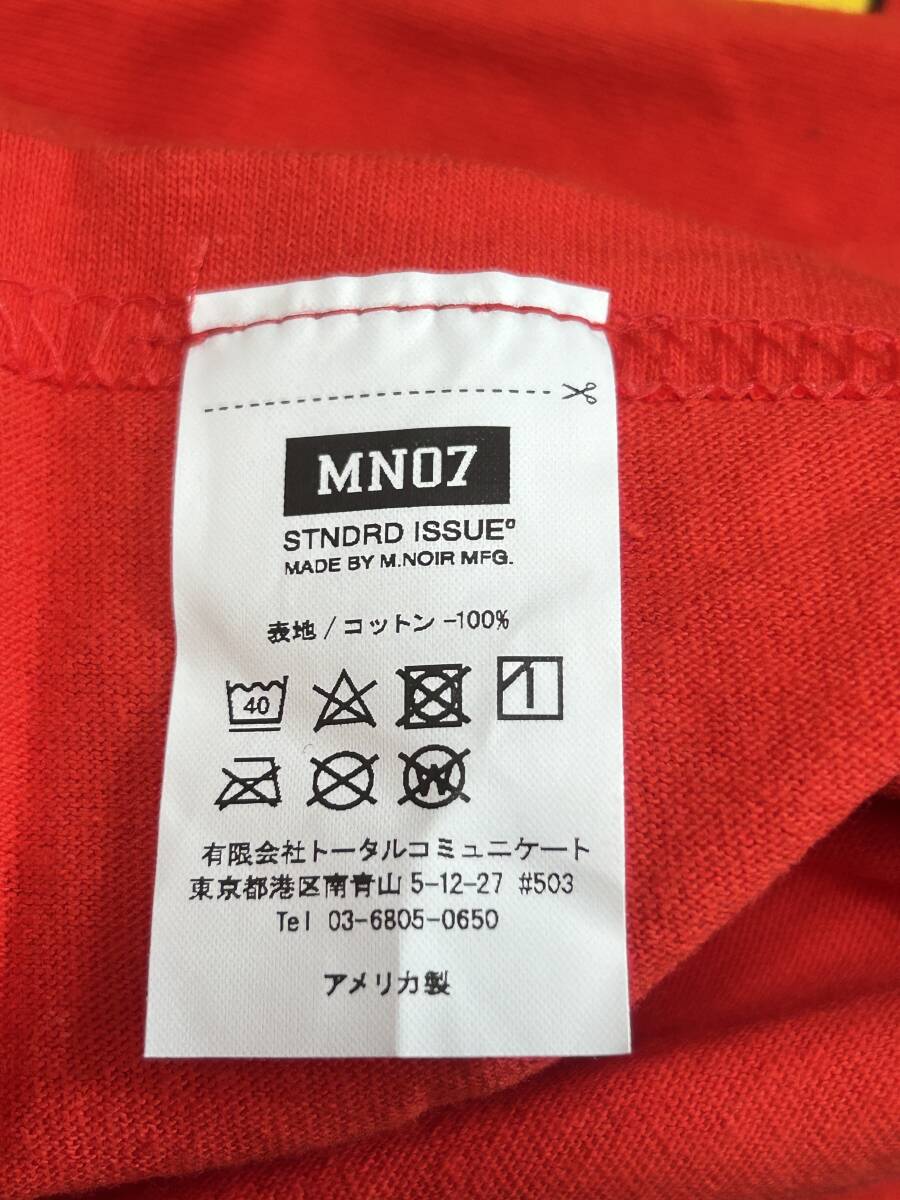 MN07
STNDRD ISSUE°
MADE BY M.NOIR MFG.
表地 / コットン -100%
40
W
有限会社トータルコミュニケート
東京都港区南青山 5-12-27 #503
Tel 03-6805-0650
アメリカ製